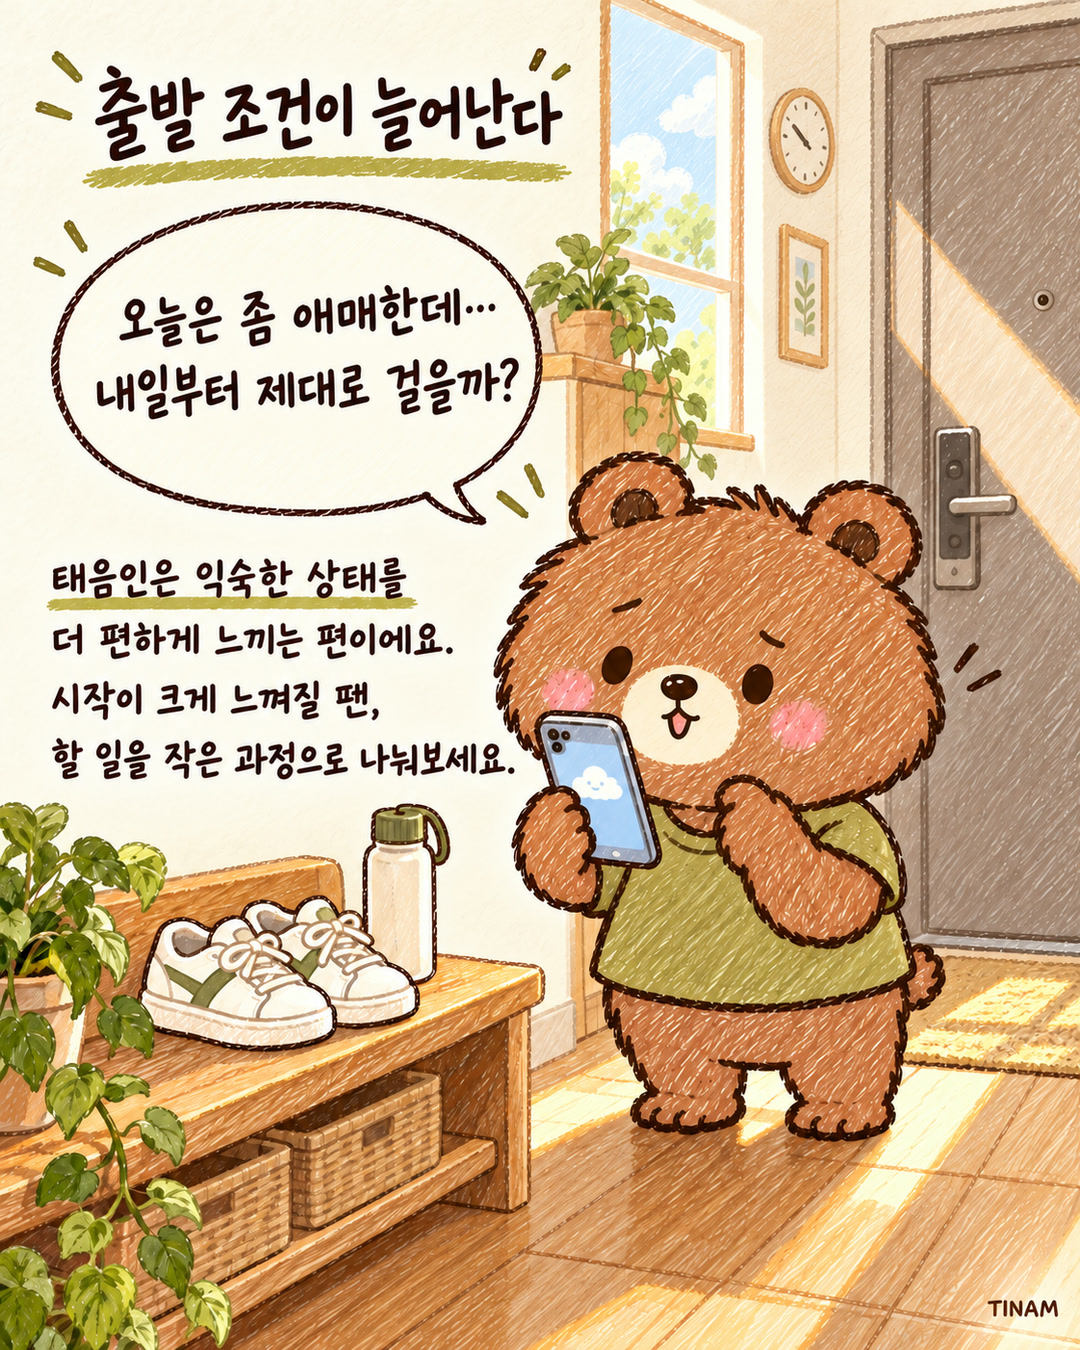 출발 조건이 늘어난다
오늘은 좀 애매한데...
내일부터 제대로 걸을까?
태음인은 익숙한 상태를
더 편하게 느끼는 편이에요.
시작이 크게 느껴질 땐,
할 일을 작은 과정으로 나눠보세요.
TINAM